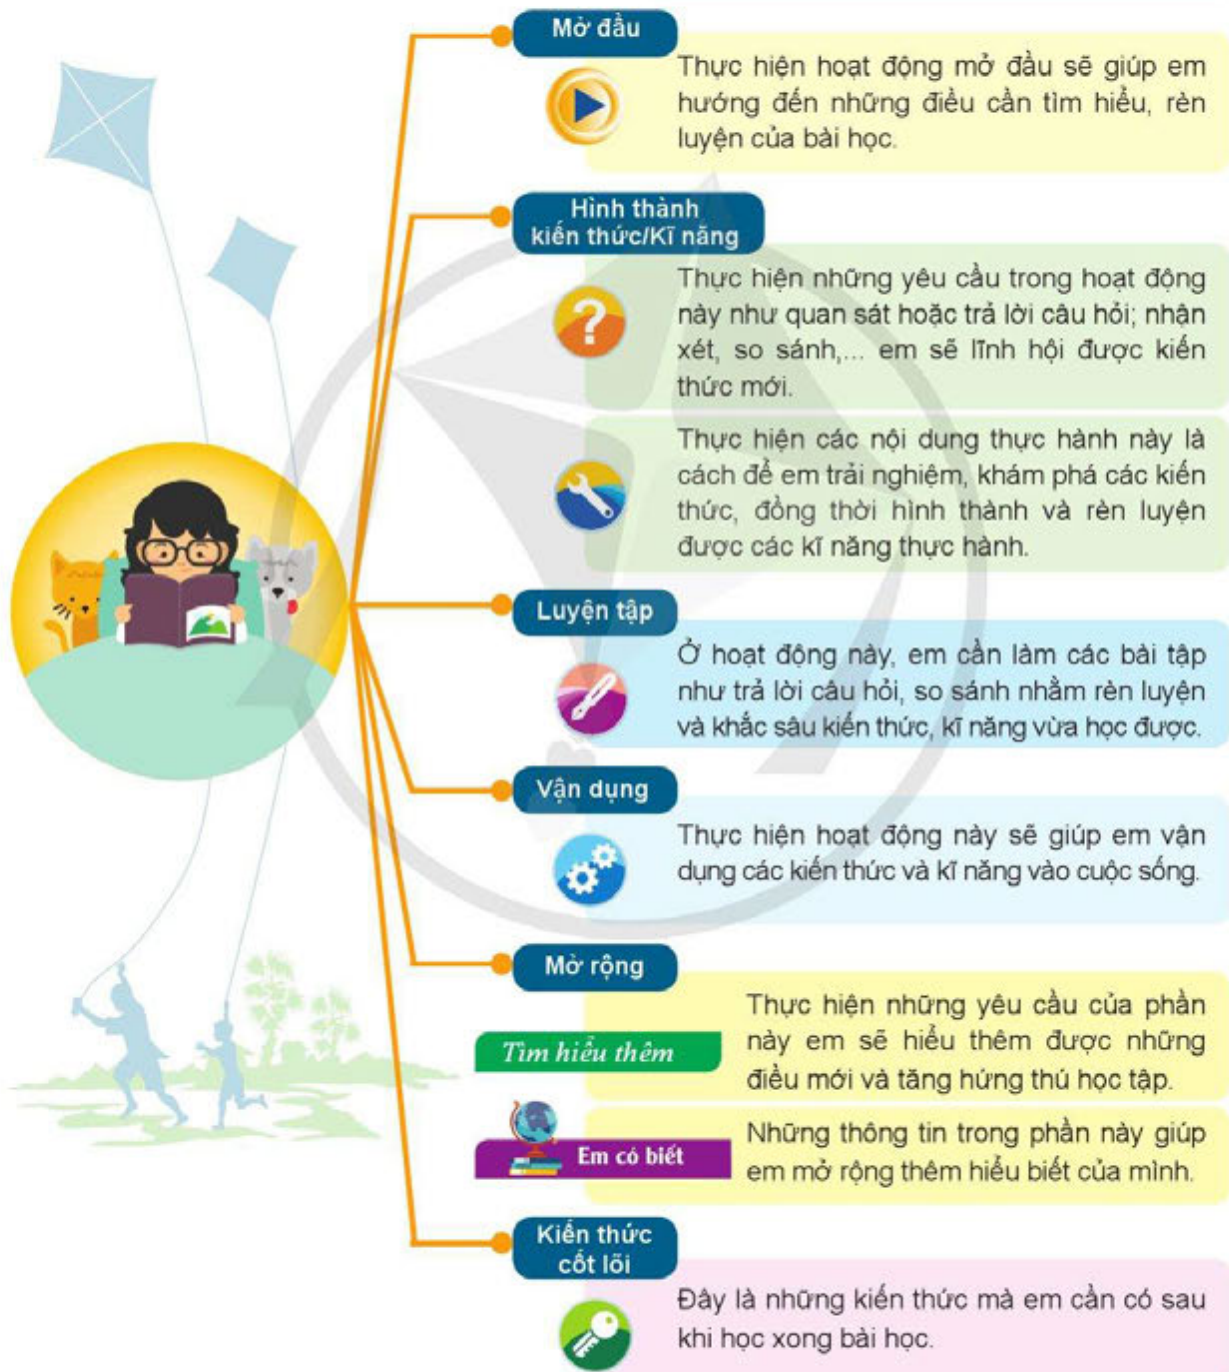 Mở đầu
Thực hiện hoạt động mở đầu sẽ giúp em
hướng đến những điều cần tìm hiểu, rèn
luyện của bài học.
Hình thành
kiến thức/Kĩ năng
?
Thực hiện những yêu cầu trong hoạt động
này như quan sát hoặc trả lời câu hỏi; nhận
xét, so sánh,... em sẽ lĩnh hội được kiến
thức mới.
Thực hiện các nội dung thực hành này là
cách để em trải nghiệm, khám phá các kiến
thức, đồng thời hình thành và rèn luyện
được các kĩ năng thực hành.
Luyện tập
Ở hoạt động này, em cần làm các bài tập
như trả lời câu hỏi, so sánh nhằm rèn luyện
và khắc sâu kiến thức, kĩ năng vừa học được.
Vận dụng
Thực hiện hoạt động này sẽ giúp em vận
dụng các kiến thức và kĩ năng vào cuộc sống.
Mở rộng
Tìm hiểu thêm
Thực hiện những yêu cầu của phần
này em sẽ hiểu thêm được những
điều mới và tăng hứng thú học tập.
Em có biết
Những thông tin trong phần này giúp
em mở rộng thêm hiểu biết của mình.
Kiến thức
cốt lõi
Đây là những kiến thức mà em cần có sau
khi học xong bài học.